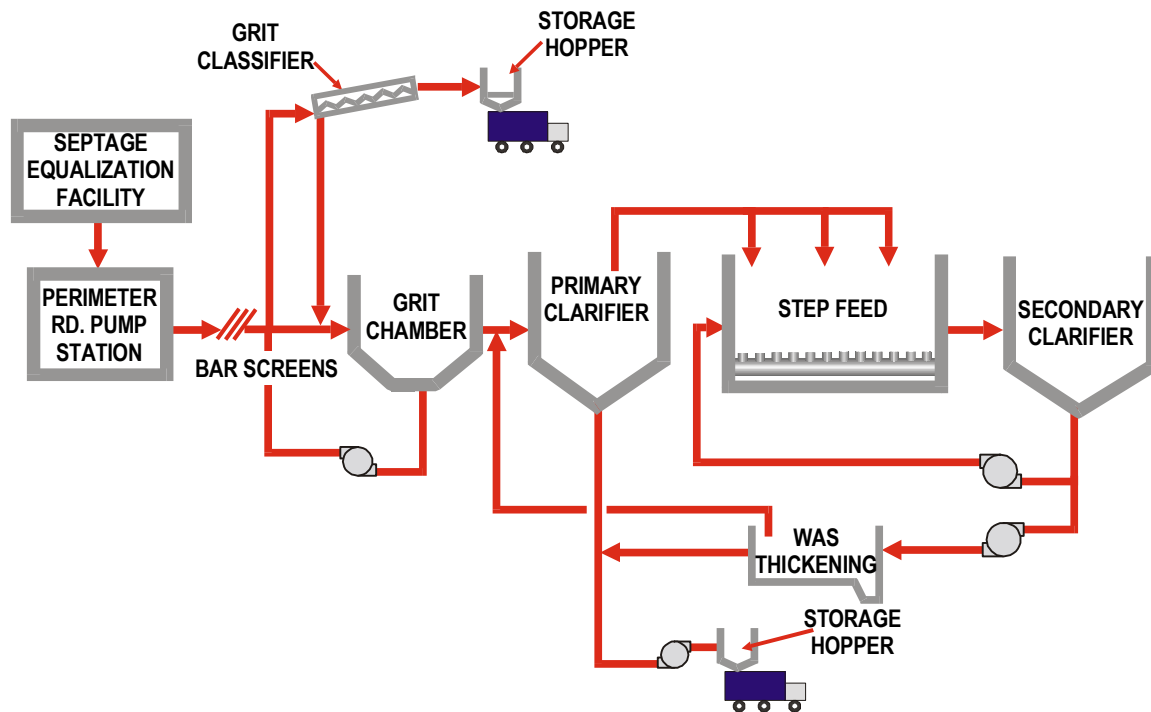 GRIT
CLASSIFIER
STORAGE
HOPPER
SEPTAGE
EQUALIZATION
FACILITY
PERIMETER
RD. PUMP
STATION
BAR SCREENS
GRIT
CHAMBER
PRIMARY
CLARIFIER
STEP FEED
SECONDARY
CLARIFIER
WAS
THICKENING
STORAGE
HOPPER